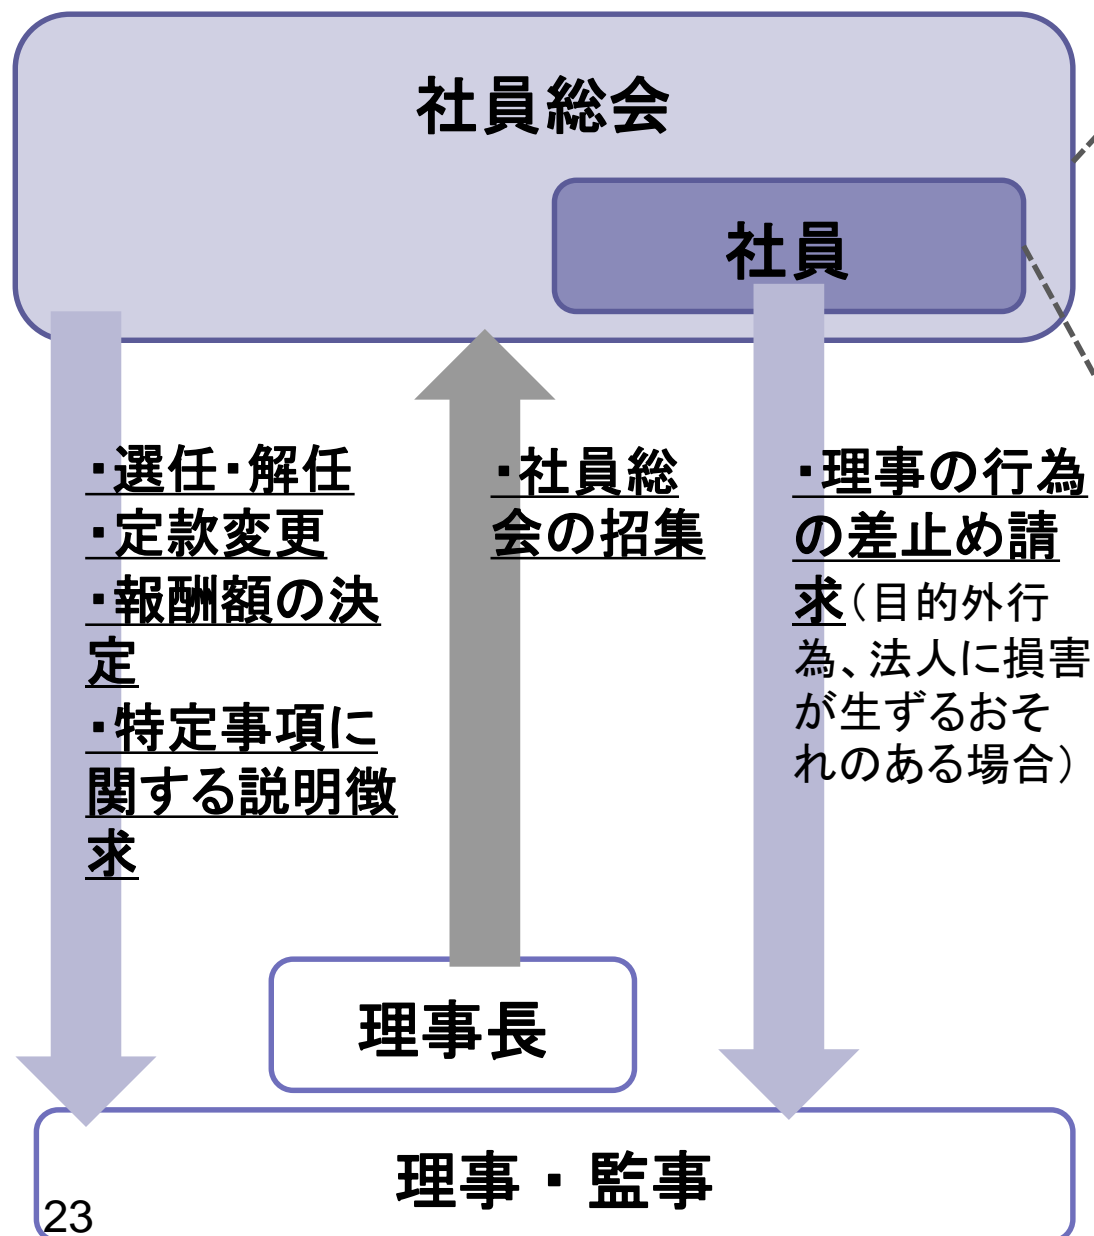 社員総会
社員
・選任・解任
・定款変更
・報酬額の決
定
・特定事項に
関する説明徴
求
・社員総
会の招集
・理事の行為
の差止め請
求（目的外行
為、法人に損害
が生ずるおそ
れのある場合）
理事長
理事・監事
23